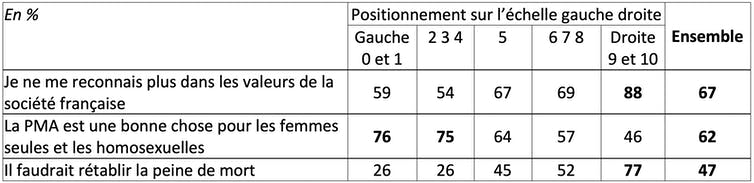 En %
Positionnement sur l’échelle gauche droite
Ensemble
Gauche 0 et 1
2 3 4
5
6 7 8
Droite 9 et 10
Je ne me reconnais plus dans les valeurs de la
société française
59 54 67 69 88 67
La PMA est une bonne chose pour les femmes
seules et les homosexuelles
76 75 64 57 46 62
Il faudrait rétablir la peine de mort 26 26 45 52 77 47